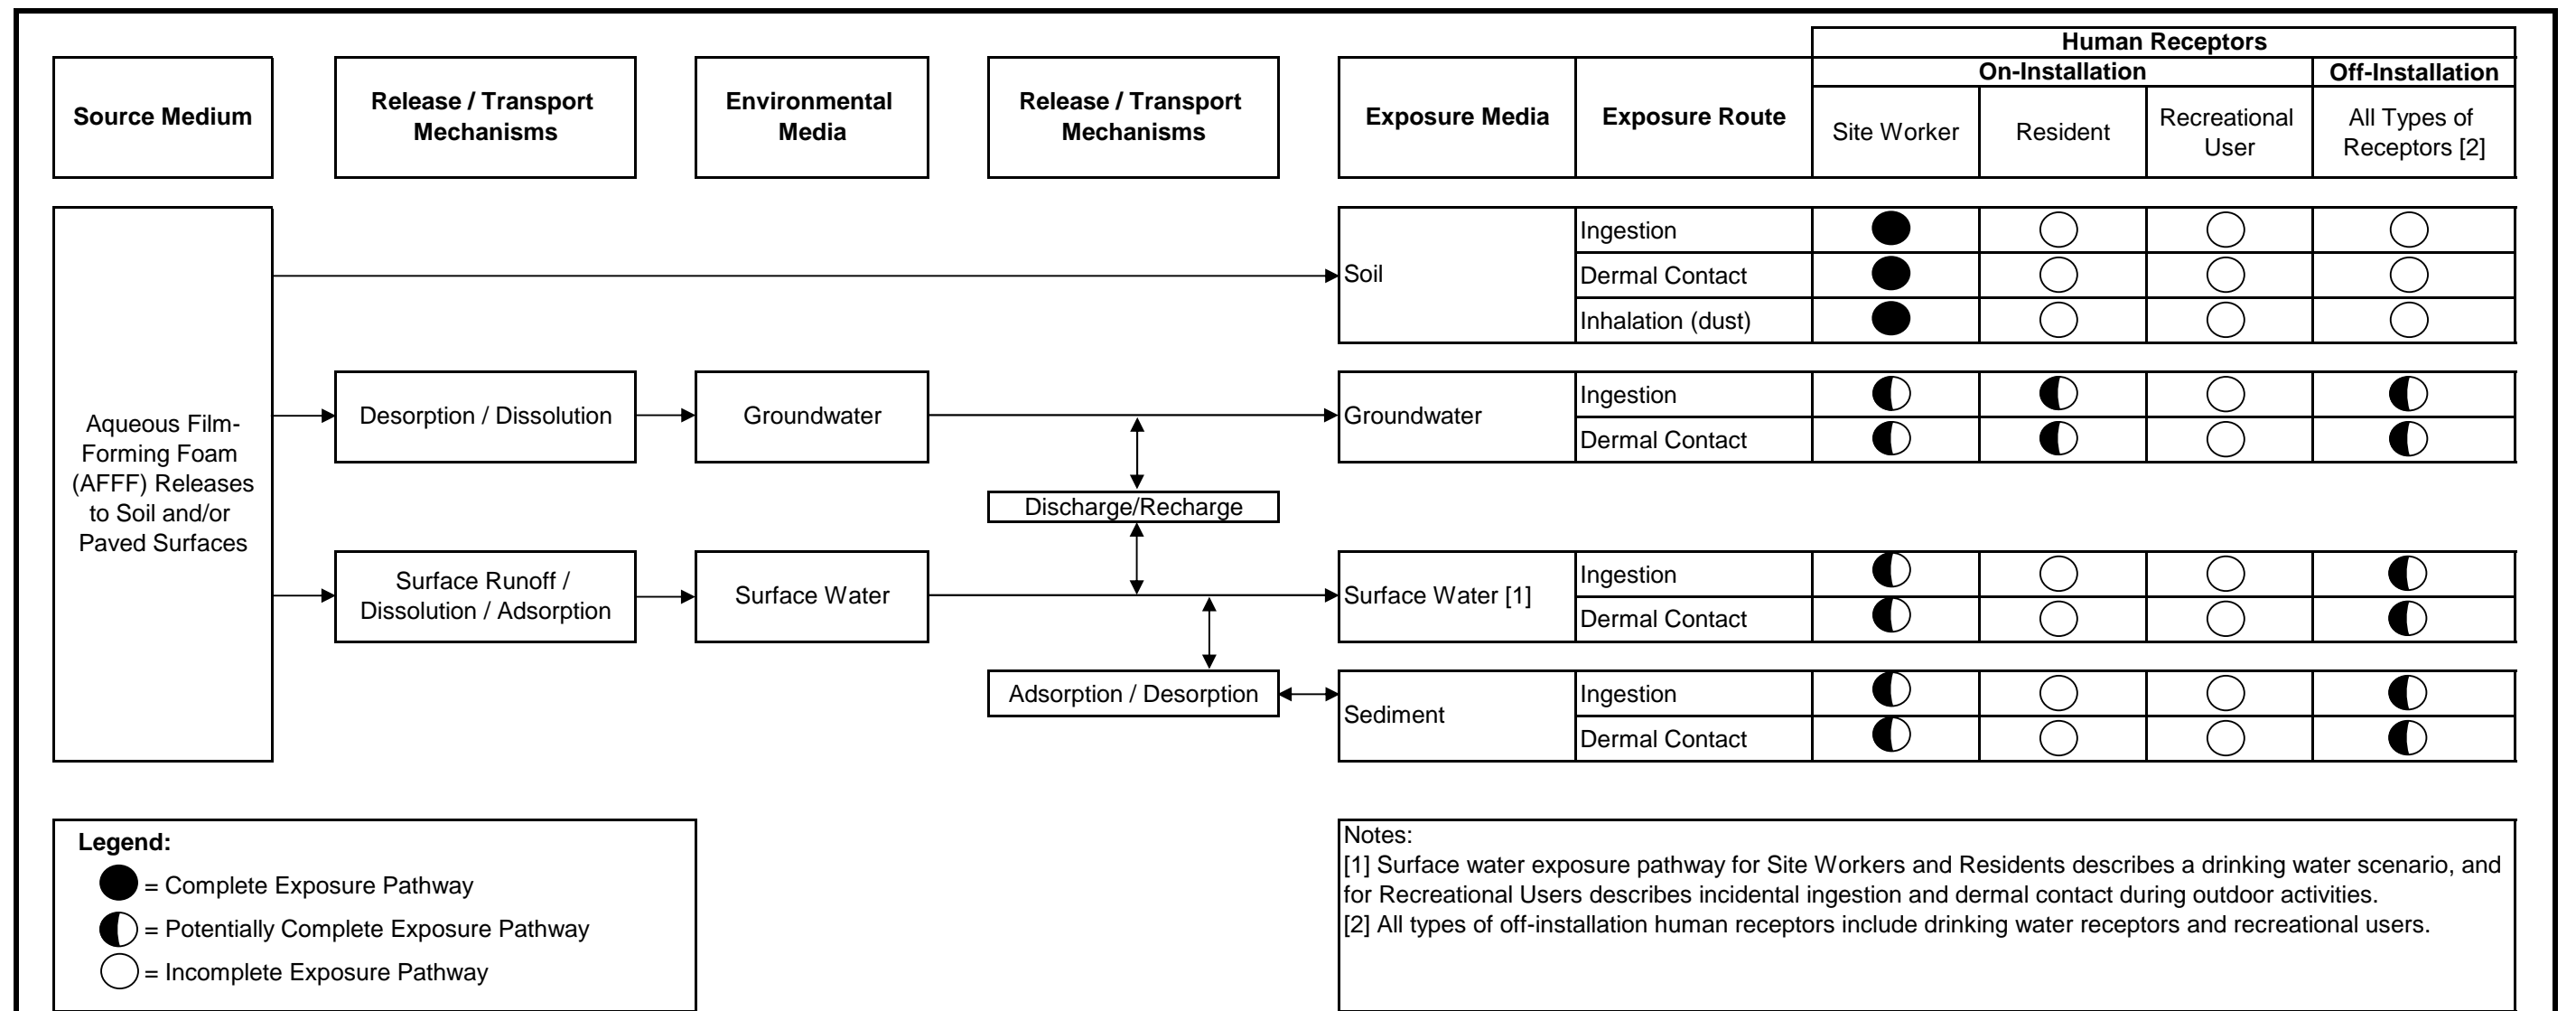 Human Receptors
On-Installation
Off-Installation
Source Medium
Release / Transport
Mechanisms
Environmental
Media
Release / Transport
Mechanisms
Exposure Media
Exposure Route
Site Worker
Resident
Recreational
User
All Types of
Receptors [2]
Aqueous Film-
Forming Foam
(AFFF) Releases
to Soil and/or
Paved Surfaces
Soil
Ingestion
Dermal Contact
Inhalation (dust)
Desorption / Dissolution
Groundwater
Groundwater
Ingestion
Dermal Contact
Discharge/Recharge
Surface Runoff /
Dissolution / Adsorption
Surface Water
Surface Water [1]
Ingestion
Dermal Contact
Adsorption / Desorption
Sediment
Ingestion
Dermal Contact
Legend:
= Complete Exposure Pathway
= Potentially Complete Exposure Pathway
= Incomplete Exposure Pathway
Notes:
[1] Surface water exposure pathway for Site Workers and Residents describes a drinking water scenario, and
for Recreational Users describes incidental ingestion and dermal contact during outdoor activities.
[2] All types of off-installation human receptors include drinking water receptors and recreational users.